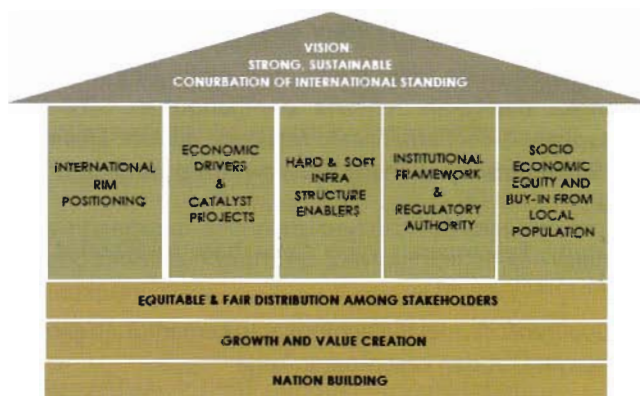 VISION:
STRONG, SUSTAINABLE
CONURBATION OF INTERNATIONAL STANDING
INTERNATIONAL
RIM
POSITIONING
ECONOMIC
DRIVERS
&
CATALYST
PROJECTS
HARD & SOFT
INFRA
STRUCTURE
ENABLERS
INSTITUTIONAL
FRAMEWORK
&
REGULATORY
AUTHORITY
SOCIO
ECONOMIC
EQUITY AND
BUY-IN FROM
LOCAL
POPULATION
EQUITABLE & FAIR DISTRIBUTION AMONG STAKEHOLDERS
GROWTH AND VALUE CREATION
NATION BUILDING